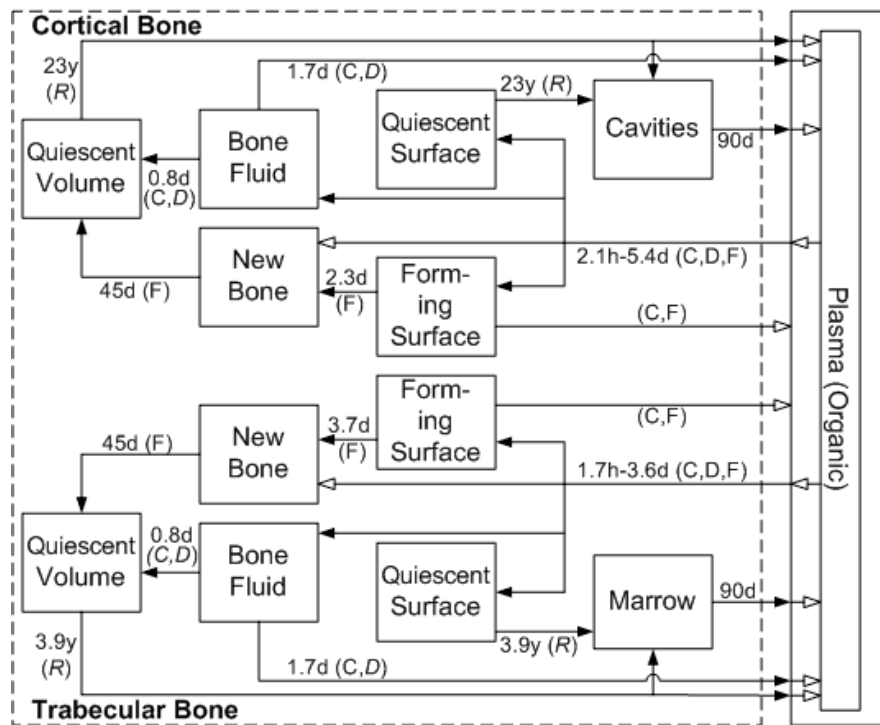 Cortical Bone
23y
(R)
1.7d (C,D)
23y (R)
Quiescent
Volume
0.8d
(C,D)
Bone
Fluid
Quiescent
Surface
Cavities
90d
45d (F)
New
Bone
2.3d
(F)
Form-
ing
Surface
2.1h-5.4d (C,D,F)
(C,F)
Plasma (Organic)
45d (F)
New
Bone
3.7d
(F)
Form-
ing
Surface
(C,F)
1.7h-3.6d (C,D,F)
Quiescent
Volume
0.8d
(C,D)
Bone
Fluid
Quiescent
Surface
Marrow
90d
3.9y
(R)
1.7d (C,D)
3.9y (R)
Trabecular Bone